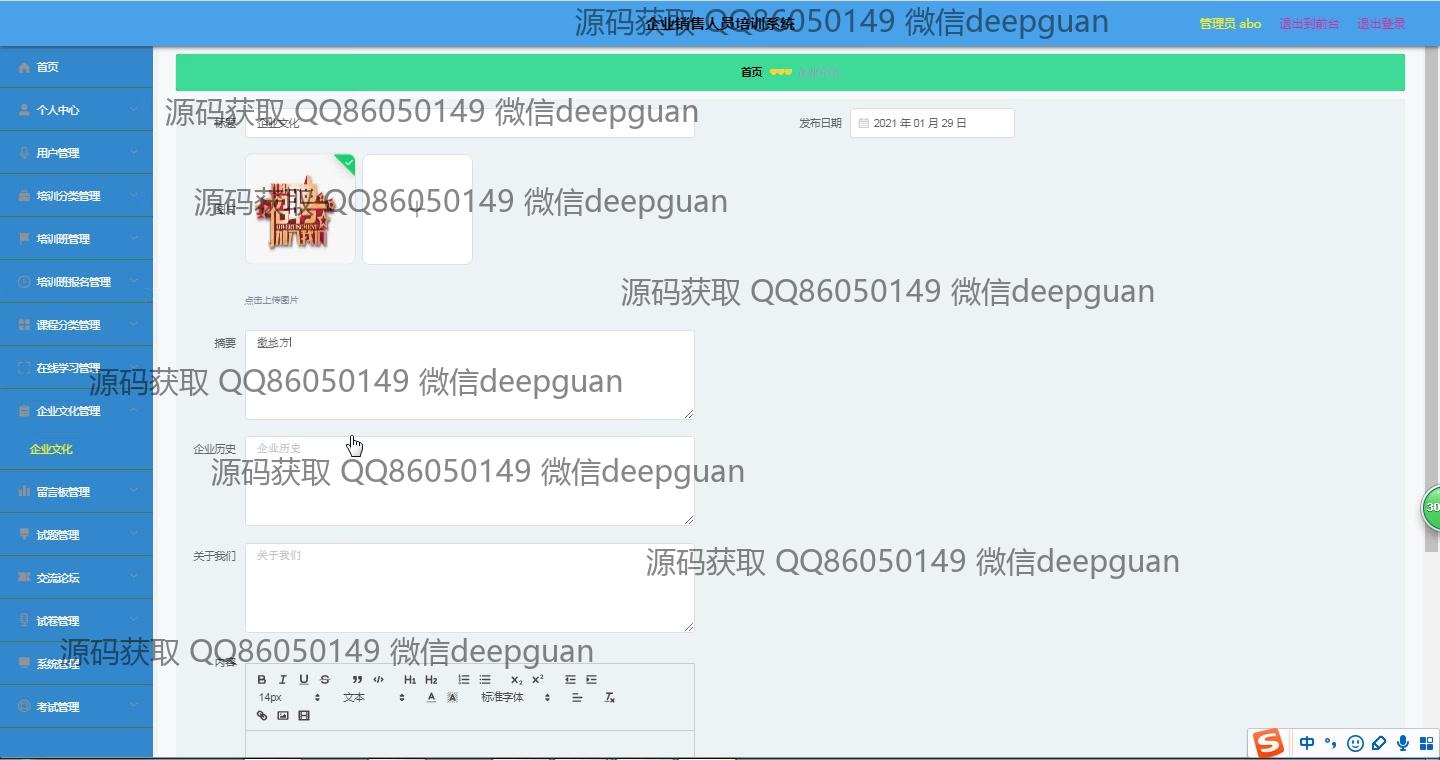 企业销售人员培训系统
管理员 abo
退出到前台
退出登录
源码获取 QQ86050149 微信deepguan
首页
个人中心
用户管理
培训分类管理
培训班管理
培训班报名管理
课程分类管理
在线学习管理
企业文化管理
企业文化
留言板管理
试题管理
交流论坛
试卷管理
系统管理
考试管理
首页
企业文化
源码获取 QQ86050149 微信deepguan
标题
企业文化
发布日期
2021 年 01 月 29 日
源码获取 QQ86050149 微信deepguan
图片
ADVERTISEMENT
加入我们
源码获取 QQ86050149 微信deepguan
点击上传图片
摘要
源码获取 QQ86050149 微信deepguan
企业历史
企业历史
源码获取 QQ86050149 微信deepguan
关于我们
关于我们
源码获取 QQ86050149 微信deepguan
源码获取 QQ86050149 微信deepguan
内容
B I U S H1 H2 X2 X2
14px 文本 A A 标准字体 Tx
30
S 中